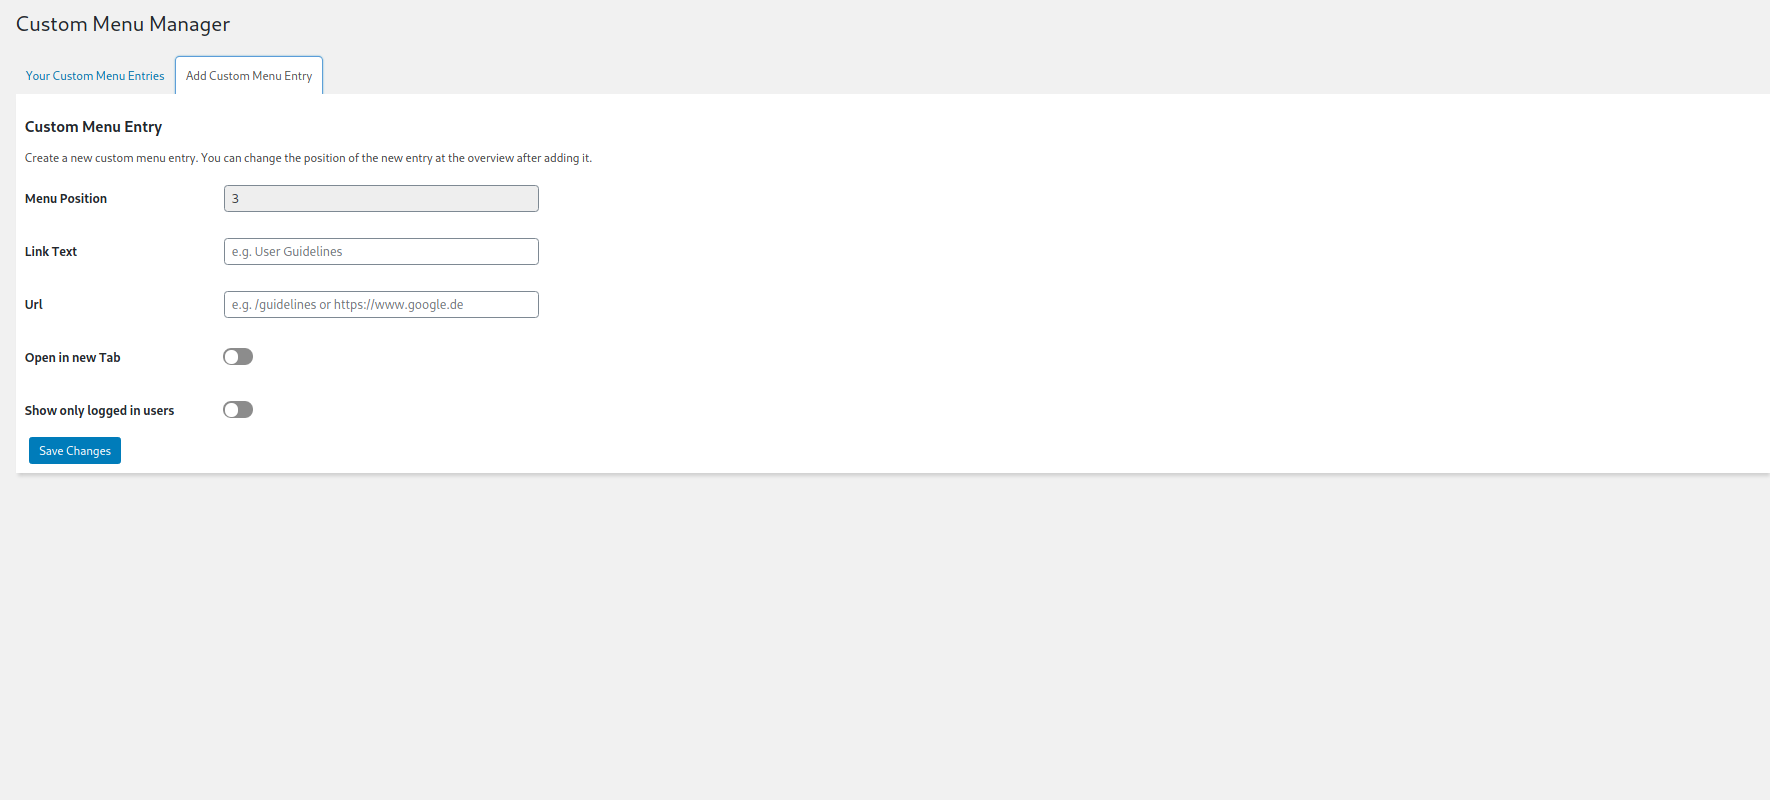 Custom Menu Manager
Your Custom Menu Entries
Add Custom Menu Entry
Custom Menu Entry
Create a new custom menu entry. You can change the position of the new entry at the overview after adding it.
Menu Position
3
Link Text
e.g. User Guidelines
Url
e.g. /guidelines or https://www.google.de
Open in new Tab
Show only logged in users
Save Changes